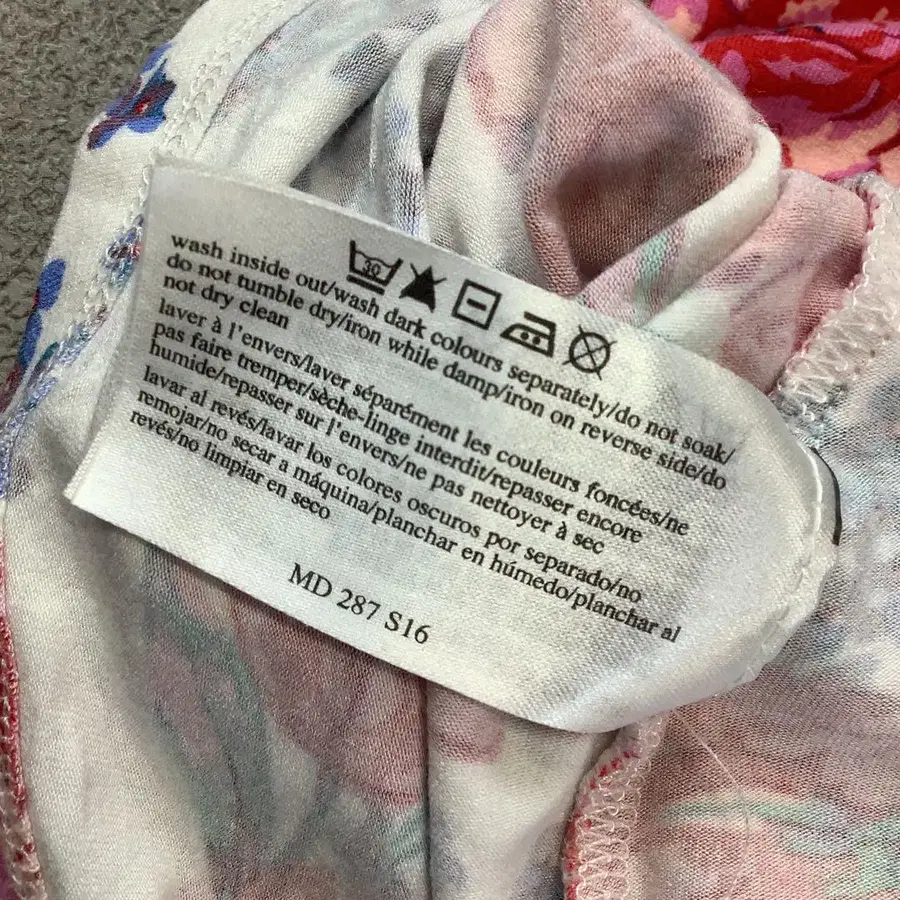 30
wash inside out/wash dark colours separately/do not soak/
do not tumble dry/iron while damp/iron on reverse side/do
not dry clean
laver à l'envers/laver séparément les couleurs foncées/ne
pas faire tremper/sèche-linge interdit/repasser encore
humide/repasser sur l'envers/ne pas nettoyer à sec
lavar al revés/lavar los colores oscuros por separado/no
remojar/no secar a máquina/planchar en húmedo/planchar al
revés/no limpiar en seco
MD 287 S16